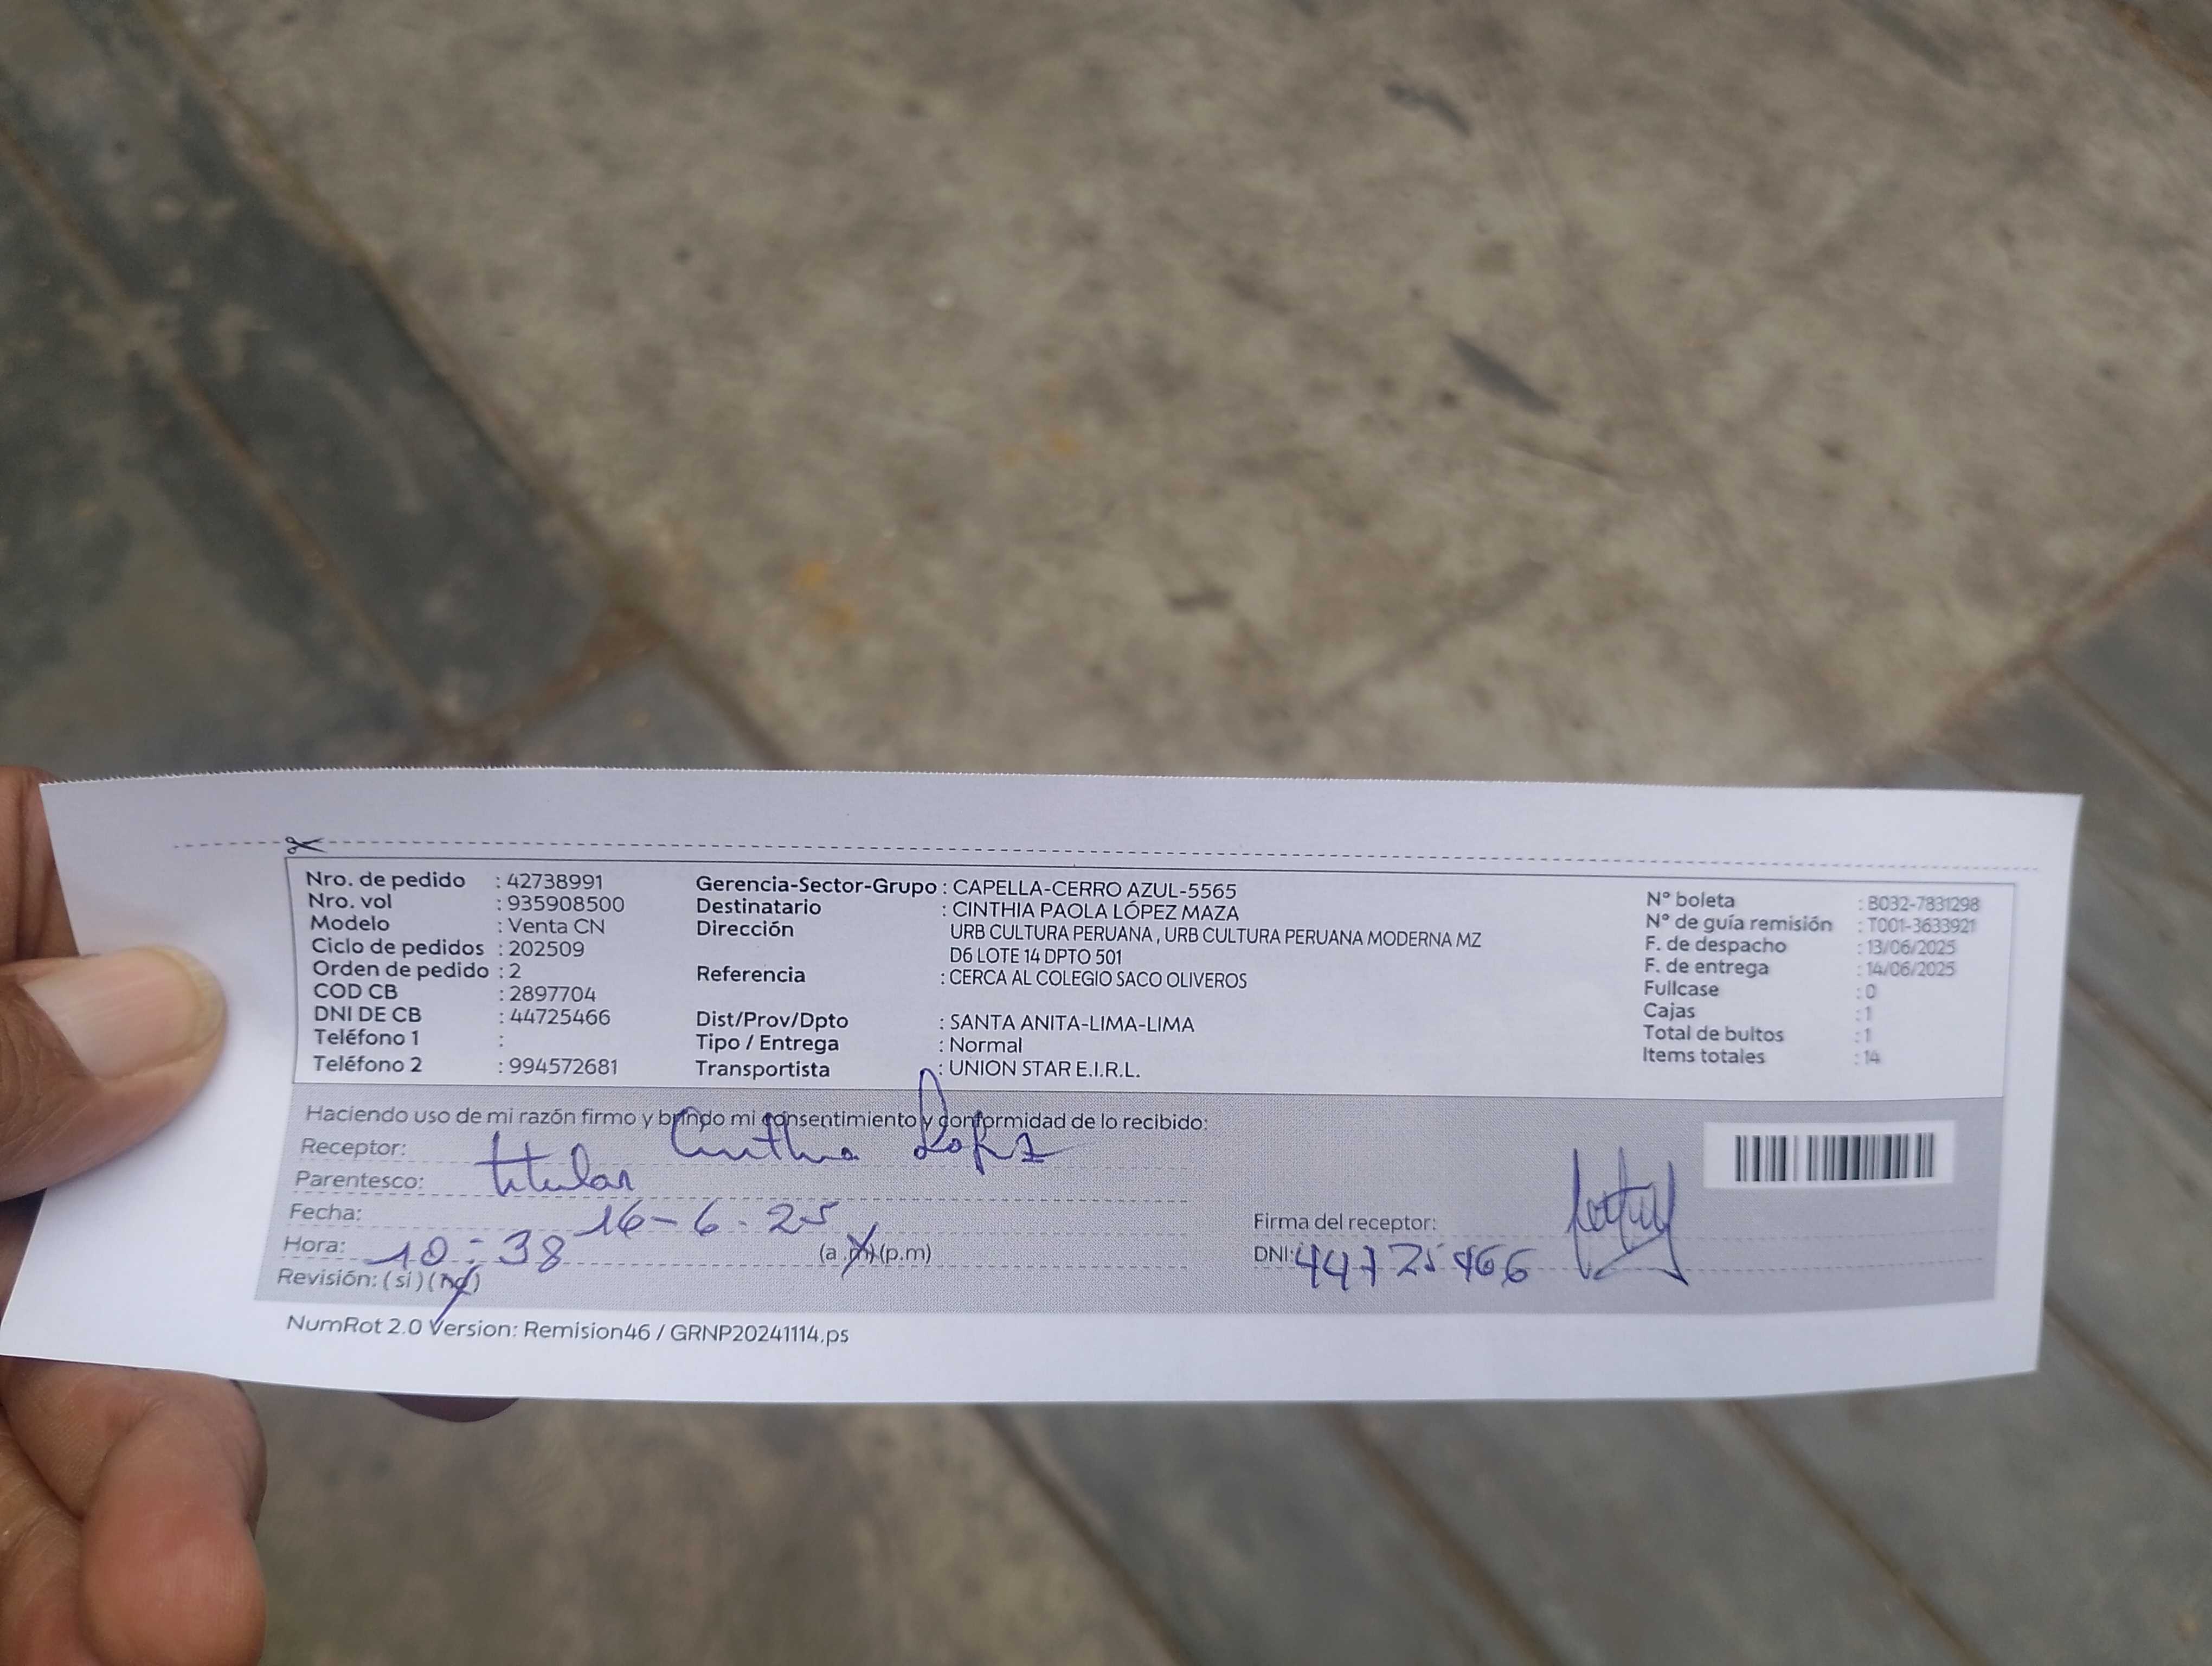 Nro. de pedido : 42738991
Nro. vol : 935908500
Modelo : Venta CN
Ciclo de pedidos : 202509
Orden de pedido : 2
COD CB : 2897704
DNI DE CB : 44725466
Teléfono 1 :
Teléfono 2 : 994572681
Gerencia-Sector-Grupo : CAPELLA-CERRO AZUL-5565
Destinatario : CINTHIA PAOLA LÓPEZ MAZA
Dirección URB CULTURA PERUANA , URB CULTURA PERUANA MODERNA MZ
D6 LOTE 14 DPTO 501
Referencia : CERCA AL COLEGIO SACO OLIVEROS
Dist/Prov/Dpto : SANTA ANITA-LIMA-LIMA
Tipo / Entrega : Normal
Transportista : UNION STAR E.I.R.L.
N° boleta : B032-7831298
N° de guía remisión : T001-3633921
F. de despacho : 13/06/2025
F. de entrega : 14/06/2025
Fullcase : 0
Cajas : 1
Total de bultos : 1
Items totales : 14
Haciendo uso de mi razón firmo y brindo mi consentimiento y conformidad de lo recibido:
Receptor: Cinthia Lopez
Parentesco: titular
Fecha: 16-6-25
Hora: 10:38 (a.m) (p.m)
Revisión: (si) (no)
Firma del receptor:
DNI: 44725466
NumRot 2.0 Version: Remision46 / GRNP20241114.ps